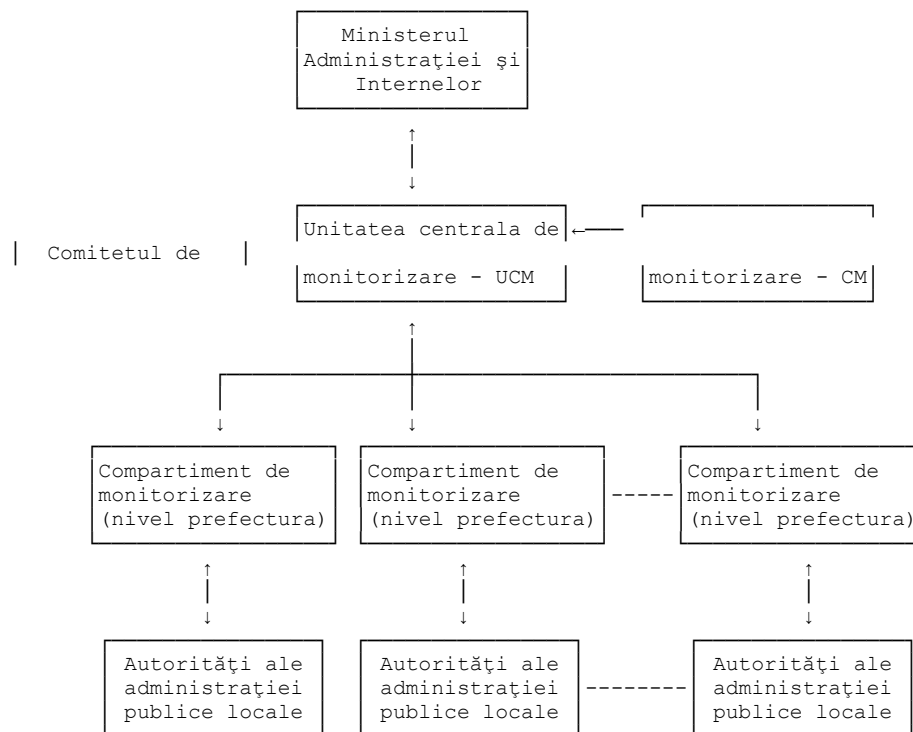 Ministerul
Administraţiei şi
Internelor
Unitatea centrala de
Comitetul de
monitorizare - UCM
monitorizare - CM
Compartiment de
monitorizare
(nivel prefectura)
Compartiment de
monitorizare
(nivel prefectura)
Compartiment de
monitorizare
(nivel prefectura)
Autorităţi ale
administraţiei
publice locale
Autorităţi ale
administraţiei
publice locale
Autorităţi ale
administraţiei
publice locale